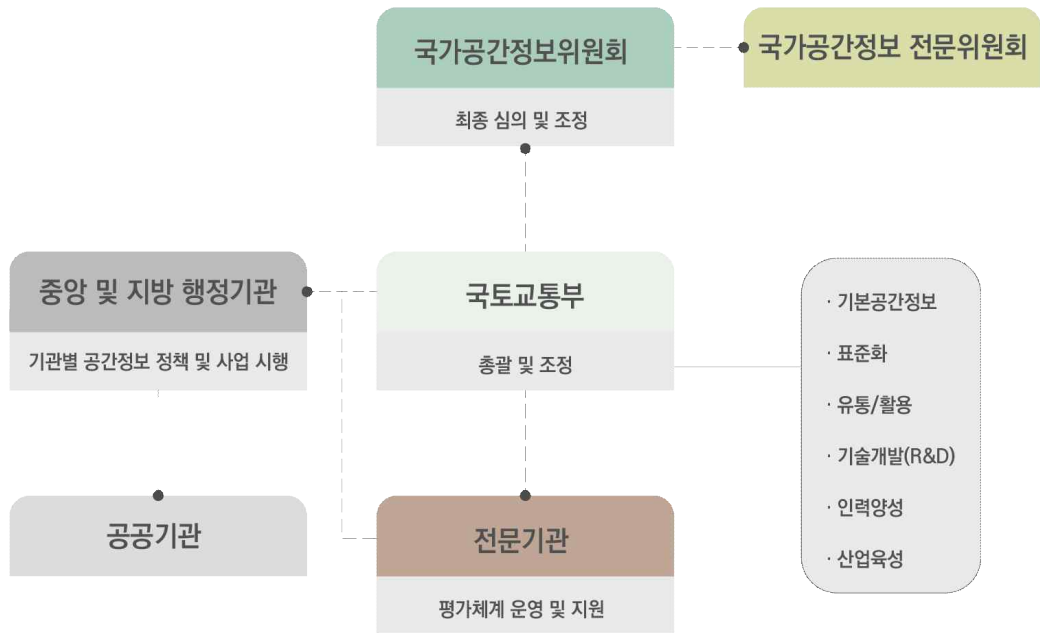 국가공간정보위원회
최종 심의 및 조정
국가공간정보 전문위원회
중앙 및 지방 행정기관
기관별 공간정보 정책 및 사업 시행
국토교통부
총괄 및 조정
· 기본공간정보
· 표준화
· 유통/활용
· 기술개발(R&D)
· 인력양성
· 산업육성
공공기관
전문기관
평가체계 운영 및 지원